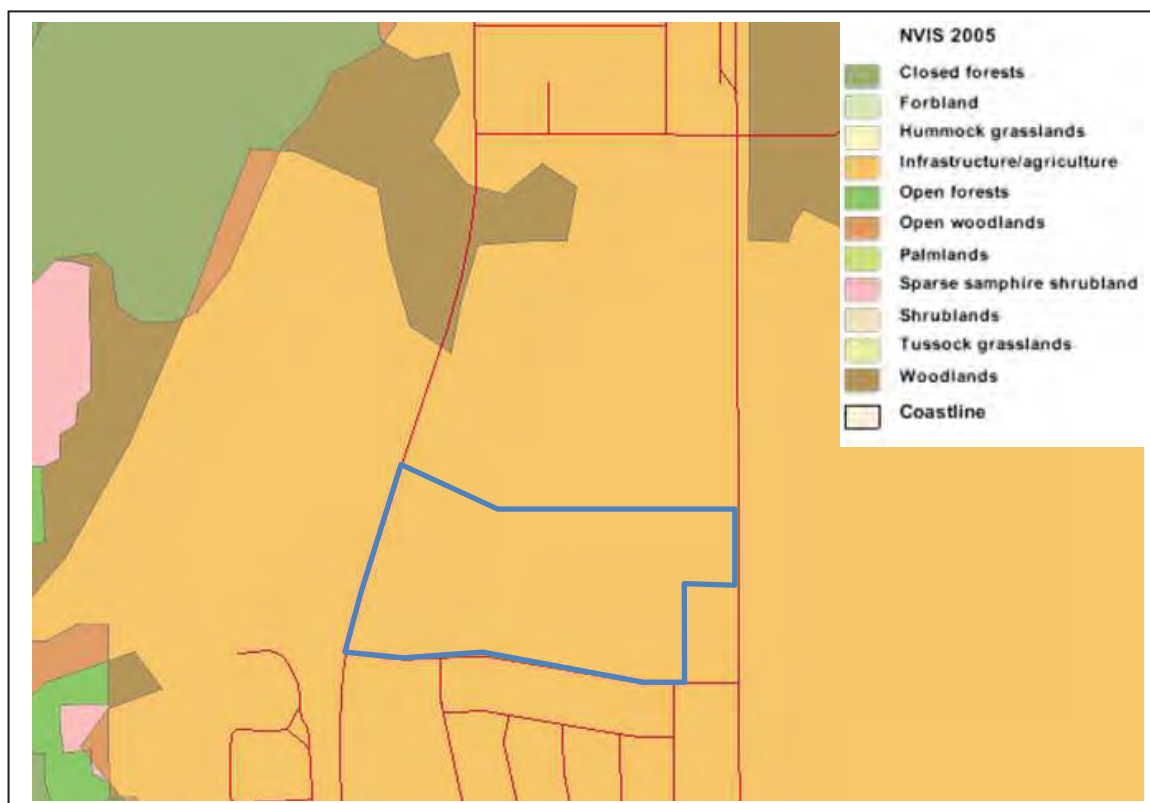 NVIS 2005
Closed forests
Forbland
Hummock grasslands
Infrastructure/agriculture
Open forests
Open woodlands
Palmlands
Sparse samphire shrubland
Shrublands
Tussock grasslands
Woodlands
Coastline